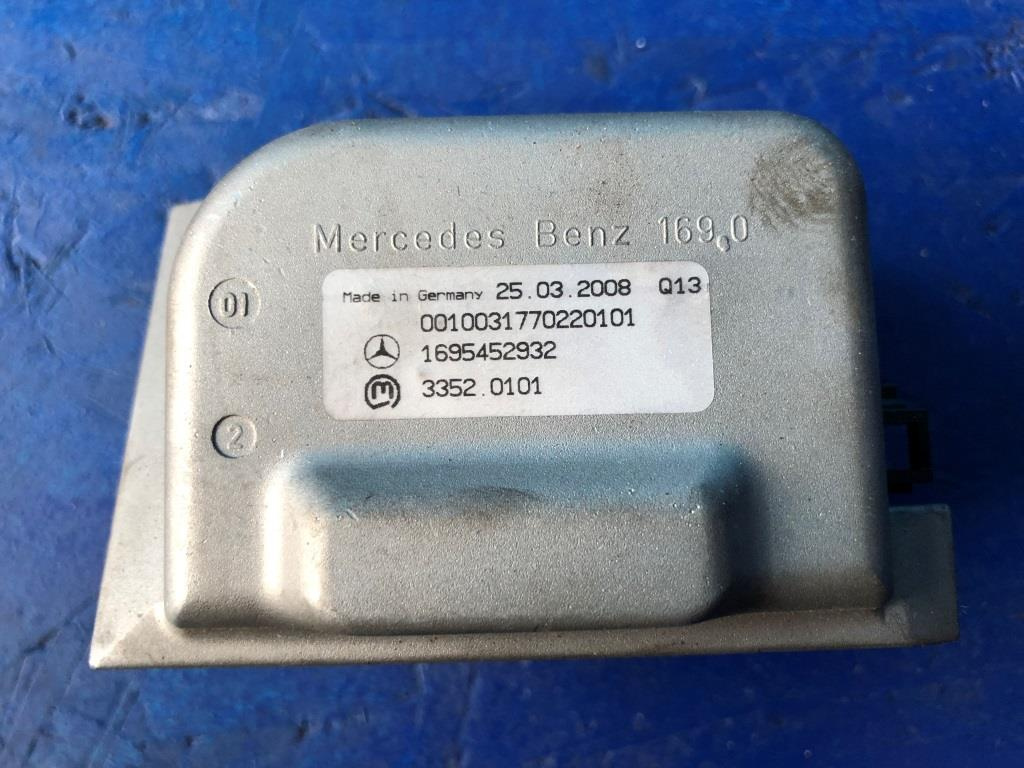 Mercedes Benz 169.0
01
Made in Germany 25.03.2008 Q13
0010031770220101
1695452932
m 3352.0101
2